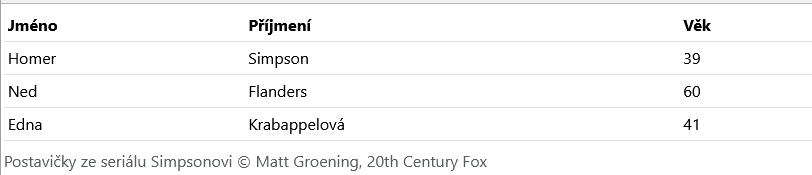 Jméno Příjmení Věk
Homer Simpson 39
Ned Flanders 60
Edna Krabappelová 41
Postavičky ze seriálu Simpsonovi © Matt Groening, 20th Century Fox